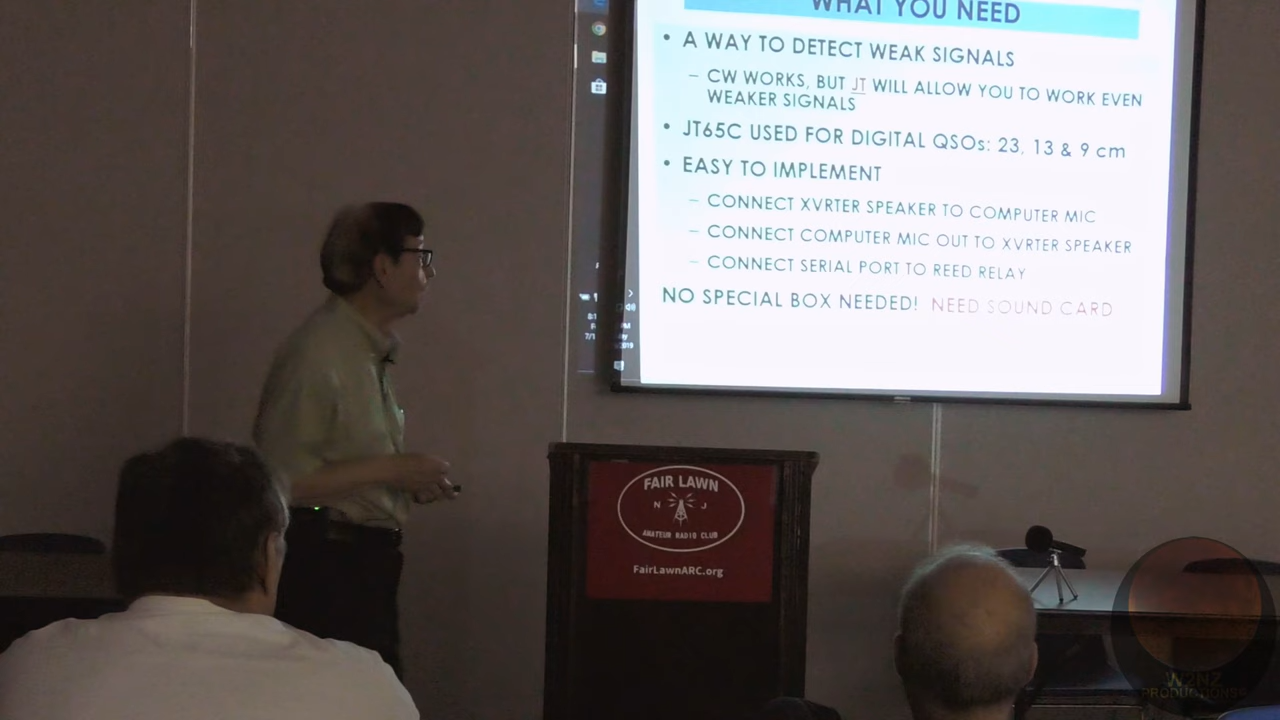 WHAT YOU NEED
• A WAY TO DETECT WEAK SIGNALS
– CW WORKS, BUT JT WILL ALLOW YOU TO WORK EVEN
WEAKER SIGNALS
• JT65C USED FOR DIGITAL QSOs: 23, 13 & 9 cm
• EASY TO IMPLEMENT
– CONNECT XVRTER SPEAKER TO COMPUTER MIC
– CONNECT COMPUTER MIC OUT TO XVRTER SPEAKER
– CONNECT SERIAL PORT TO REED RELAY
NO SPECIAL BOX NEEDED! NEED SOUND CARD
FAIR LAWN
N J
AMATEUR RADIO CLUB
FairLawnARC.org
W2NZ
PRODUCTIONS